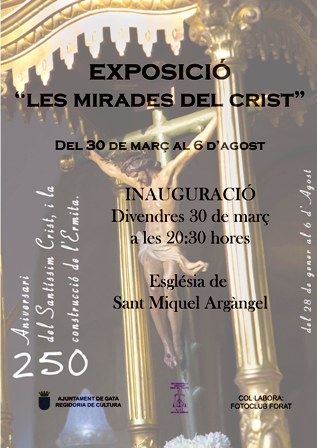 EXPOSICIÓ
“LES MIRADES DEL CRIST”
DEL 30 DE MARÇ AL 6 D’AGOST
INAUGURACIÓ
Divendres 30 de març
a les 20:30 hores
Església de
Sant Miquel Argàngel
250
Aniversari
del Santíssim Crist, i la
construcció de l’Ermita.
del 28 de gener al 6 d’Agost
AJUNTAMENT DE GATA
REGIDORIA DE CULTURA
COL·LABORA:
FOTOCLUB FORAT